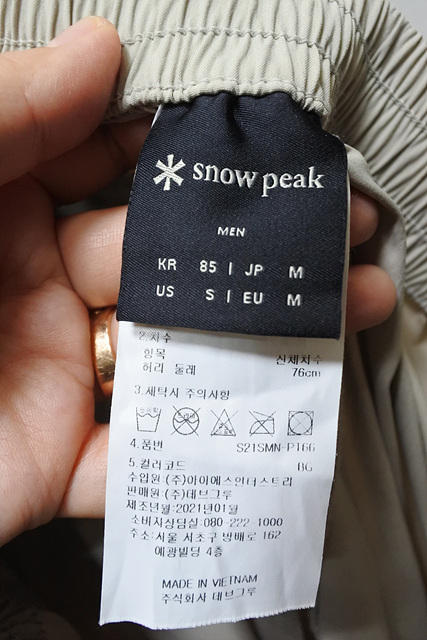 snow peak
MEN
KR 85 | JP M
US S | EU M
2.치수
항목 신체치수
허리 둘레 76cm
3.세탁시 주의사항
4.품번 S21SMN-PT66
5.컬러코드 BG
수입원(주)아이에스인더스트리
판매원:(주)데브그루
제조년월:2021년01월
소비자상담실:080-222-1000
주소:서울 서초구 방배로 162
예광빌딩 4층
MADE IN VIETNAM
주식회사 데브그루